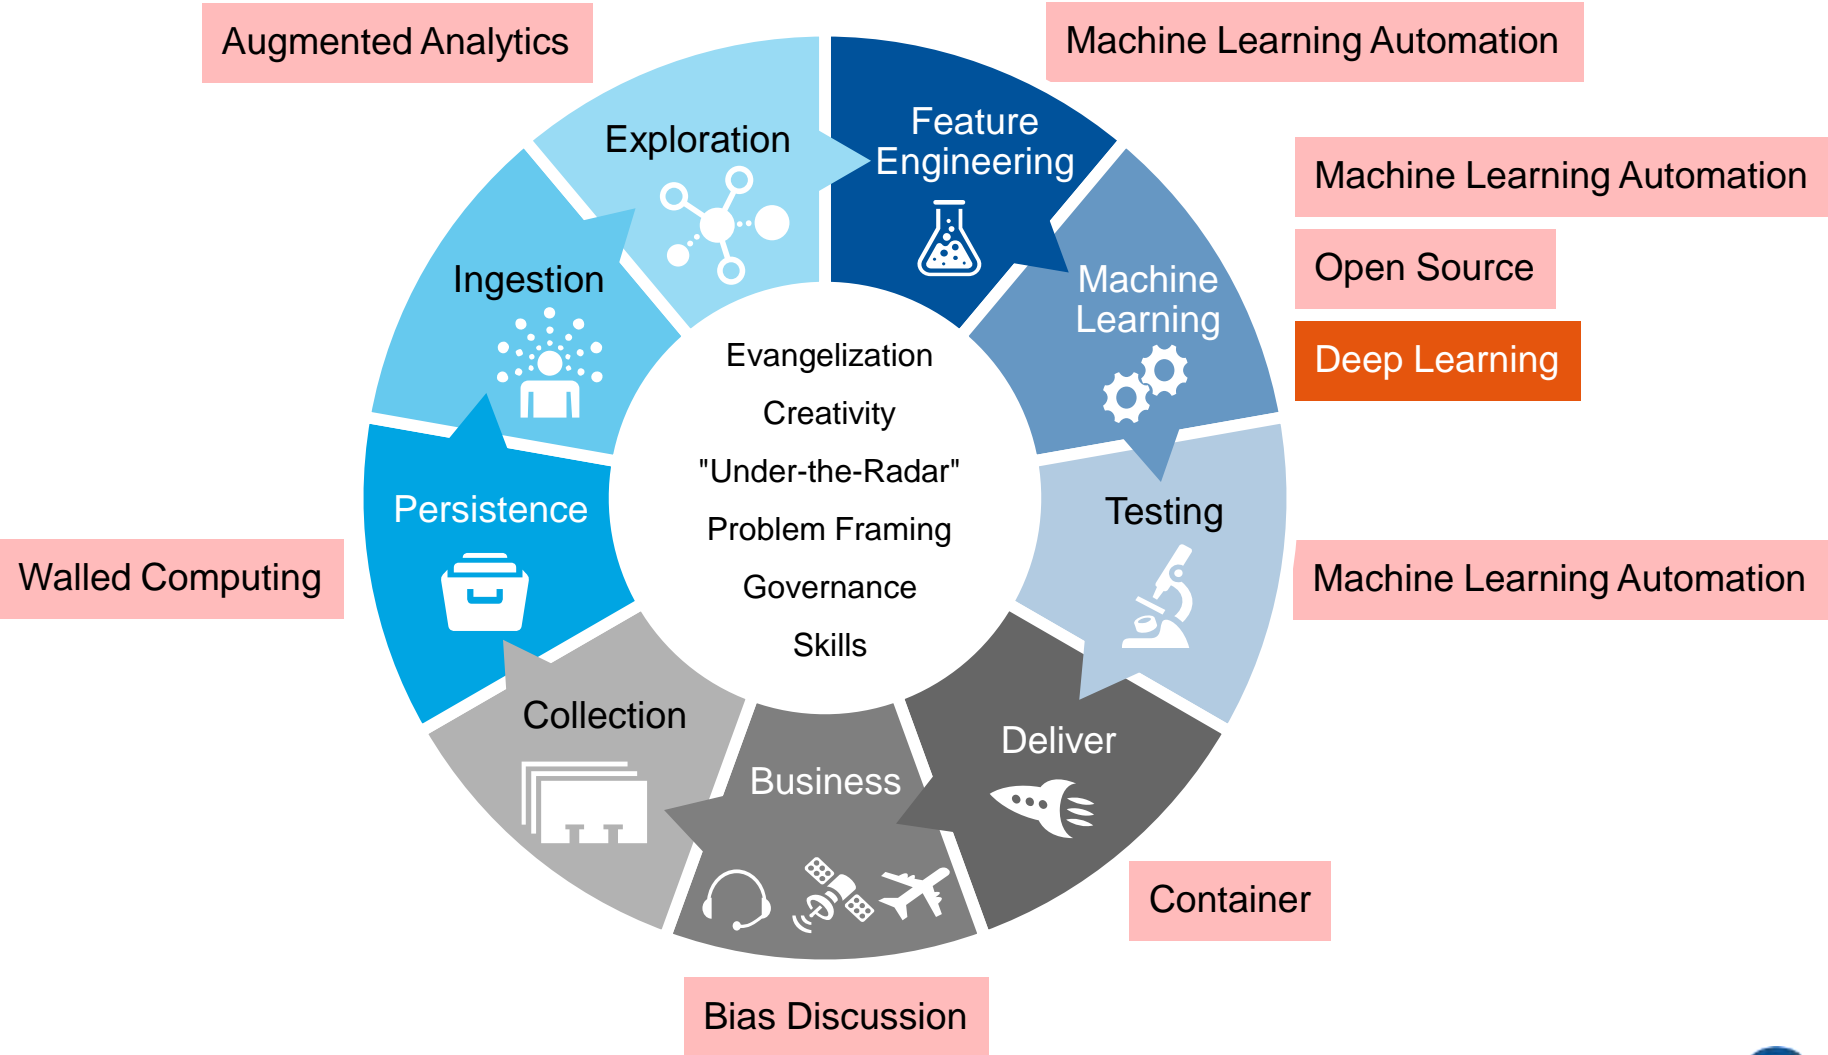 Augmented Analytics
Machine Learning Automation
Exploration
Feature
Engineering
Machine Learning Automation
Open Source
Deep Learning
Ingestion
Machine
Learning
Evangelization
Creativity
"Under-the-Radar"
Problem Framing
Governance
Skills
Persistence
Testing
Walled Computing
Machine Learning Automation
Collection
Business
Deliver
Container
Bias Discussion